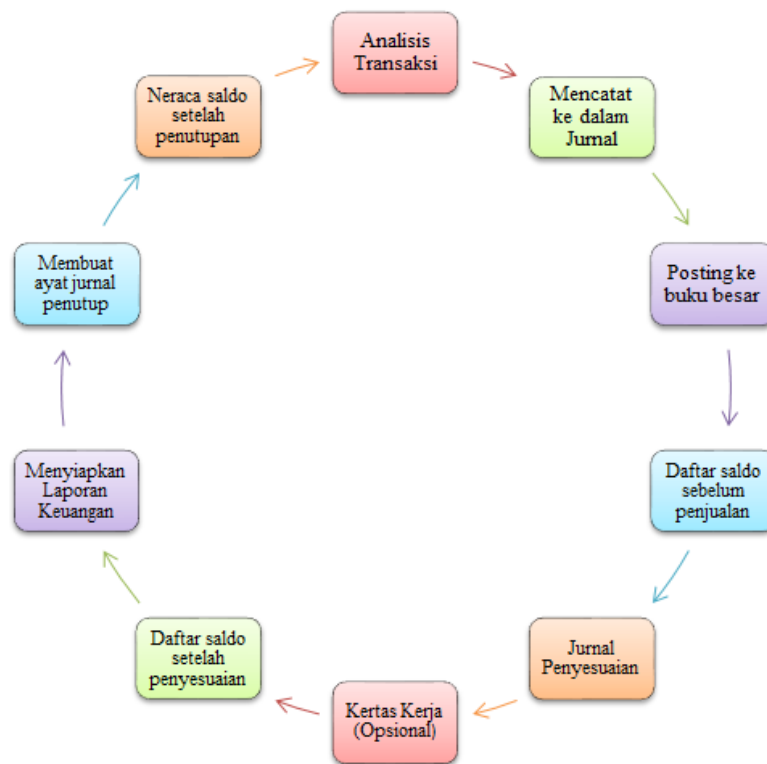 Analisis
Transaksi
Mencatat
ke dalam
Jurnal
Posting ke
buku besar
Daftar saldo
sebelum
penjualan
Jurnal
Penyesuaian
Kertas Kerja
(Opsional)
Daftar saldo
setelah
penyesuaian
Menyiapkan
Laporan
Keuangan
Membuat
ayat jurnal
penutup
Neraca saldo
setelah
penutupan